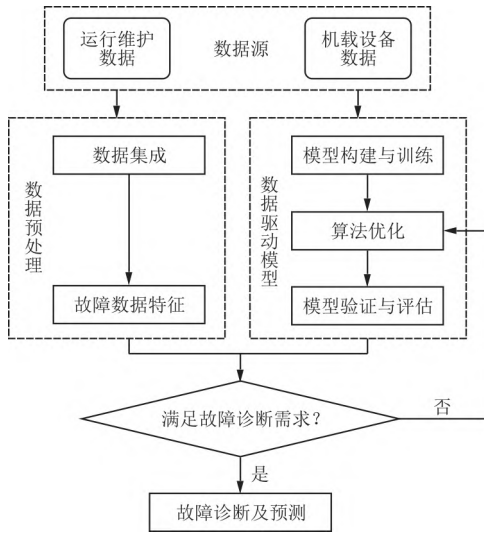 运行维护
数据
数据源
机载设备
数据
数据预处理
数据集成
故障数据特征
数据驱动模型
模型构建与训练
算法优化
模型验证与评估
满足故障诊断需求?
否
是
故障诊断及预测